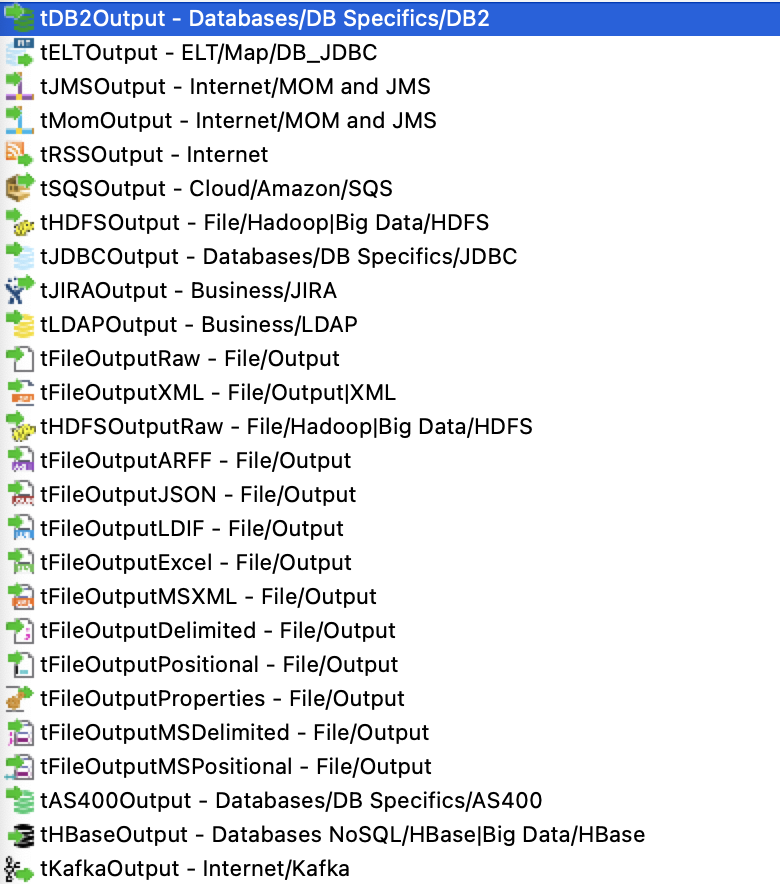 tDB2Output - Databases/DB Specifics/DB2
tELTOutput - ELT/Map/DB_JDBC
tJMSOutput - Internet/MOM and JMS
tMomOutput - Internet/MOM and JMS
tRSSOutput - Internet
tSQSOutput - Cloud/Amazon/SQS
tHDFSOutput - File/Hadoop|Big Data/HDFS
tJDBCOutput - Databases/DB Specifics/JDBC
tJIRAOutput - Business/JIRA
tLDAPOutput - Business/LDAP
tFileOutputRaw - File/Output
tFileOutputXML - File/Output|XML
tHDFSOutputRaw - File/Hadoop|Big Data/HDFS
tFileOutputARFF - File/Output
tFileOutputJSON - File/Output
tFileOutputLDIF - File/Output
tFileOutputExcel - File/Output
tFileOutputMSXML - File/Output
tFileOutputDelimited - File/Output
tFileOutputPositional - File/Output
tFileOutputProperties - File/Output
tFileOutputMSDelimited - File/Output
tFileOutputMSPositional - File/Output
tAS400Output - Databases/DB Specifics/AS400
tHBaseOutput - Databases NoSQL/HBase|Big Data/HBase
tKafkaOutput - Internet/Kafka